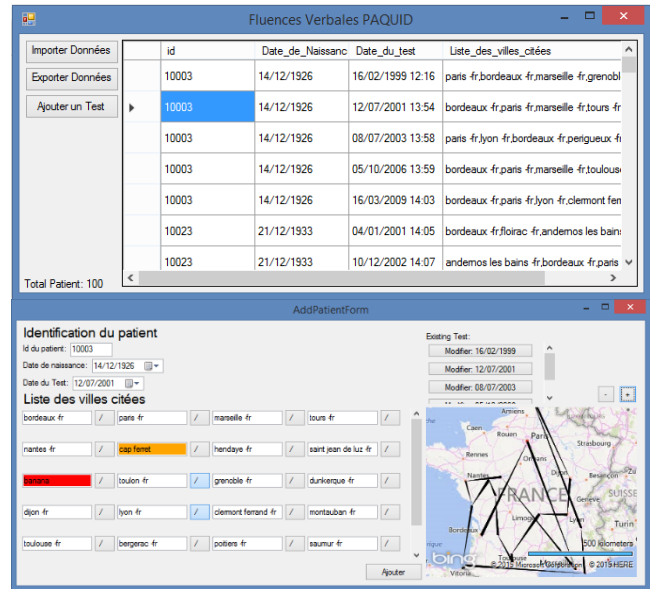 Fluences Verbales PAQUID
Importer Données
Exporter Données
Ajouter un Test
Total Patient: 100
id Date_de_Naissanc Date_du_test Liste_des_villes_citées
10003 14/12/1926 16/02/1999 12:16 paris -fr,bordeaux -fr,marseille -fr,grenobl
10003 14/12/1926 12/07/2001 13:54 bordeaux -fr,paris -fr,marseille -fr,tours -fr
10003 14/12/1926 08/07/2003 13:58 paris -fr,lyon -fr,bordeaux -fr,perigueux -fr
10003 14/12/1926 05/10/2006 13:59 bordeaux -fr,paris -fr,marseille -fr,toulous
10003 14/12/1926 16/03/2009 14:03 bordeaux -fr,paris -fr,lyon -fr,clermont fen
10023 21/12/1933 04/01/2001 14:05 bordeaux -fr,floirac -fr,andernos les bain
10023 21/12/1933 10/12/2002 14:07 andernos les bains -fr,bordeaux -fr,paris
AddPatientForm
Identification du patient
Id du patient: 10003
Date de naissance: 14/12/1926
Date du Test: 12/07/2001
Liste des villes citées
Existing Test:
Modifier: 16/02/1999
Modifier: 12/07/2001
Modifier: 08/07/2003
- +
bordeaux -fr / paris -fr / marseille -fr / tours -fr /
nantes -fr / cap ferret / hendaye -fr / saint jean de luz -fr /
banana / toulon -fr / grenoble -fr / dunkerque -fr /
dijon -fr / lyon -fr / clermont ferrand -fr / montauban -fr /
toulouse -fr / bergerac -fr / poitiers -fr / saumur -fr /
Ajouter
Amiens
Caen
Rouen
Paris
Strasbourg
Rennes
Orleans
Nantes
Dijon
Besançon
FRANCE
Geneve
SUISSE
Limoges
Lyon
Turin
Bordeaux
500 kilometers
Toulouse
bing
© 2015 Microsoft Corporation © 2015 HERE
Vitoria